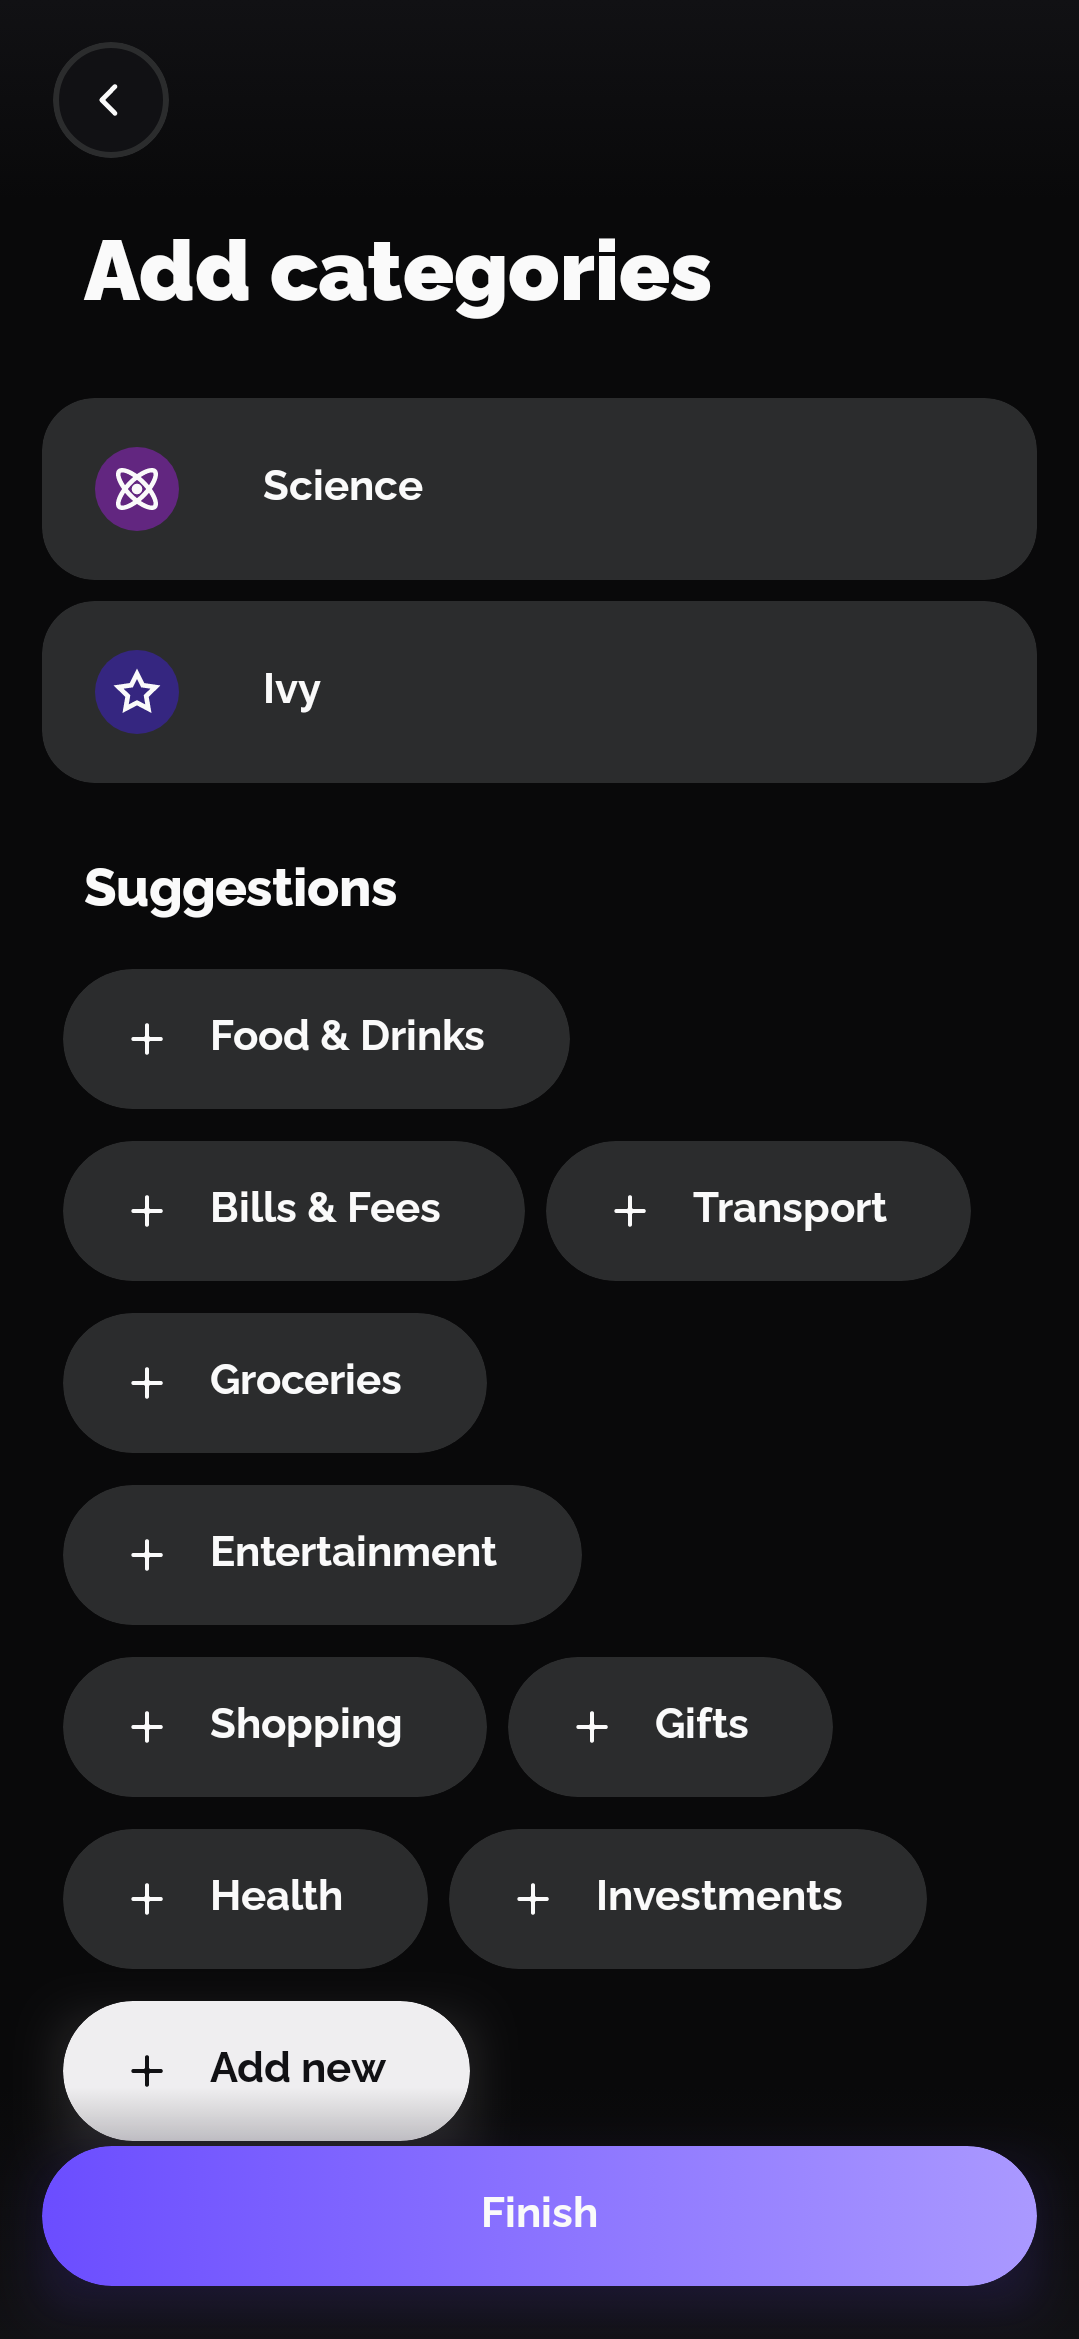 Add categories
Science
Ivy
Suggestions
Food & Drinks
Bills & Fees
Transport
Groceries
Entertainment
Shopping
Gifts
Health
Investments
Add new
Finish